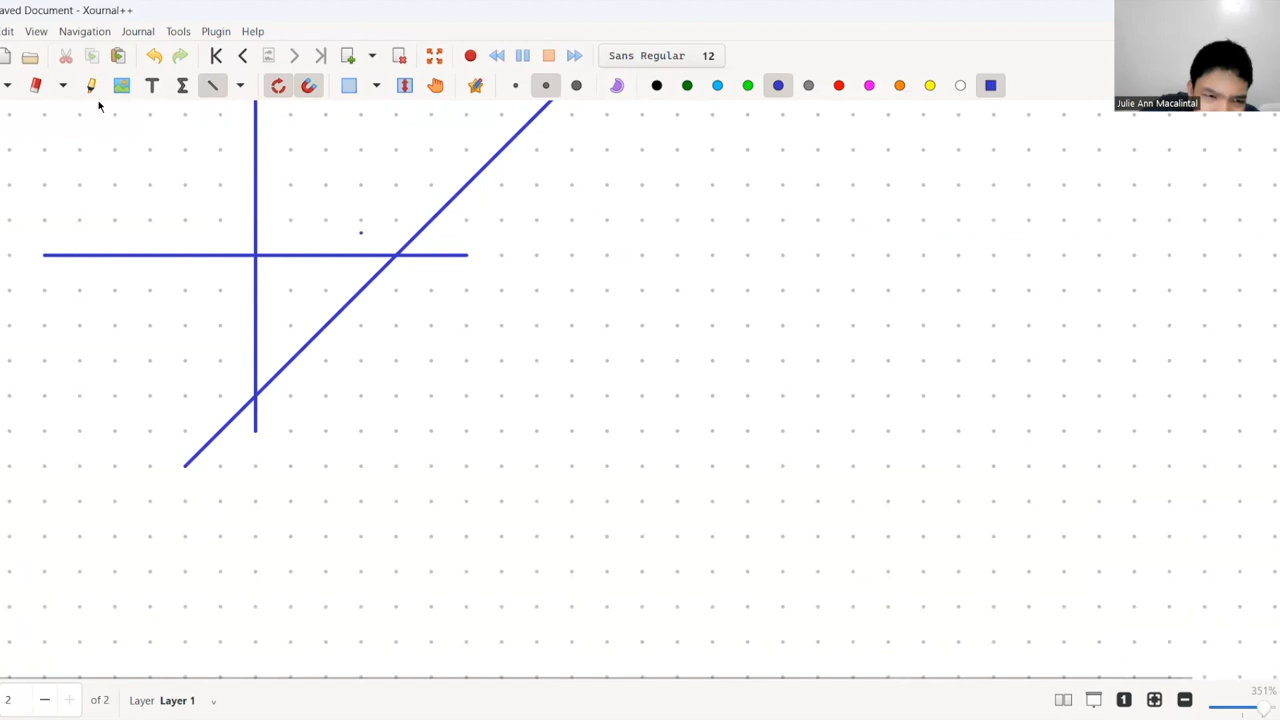 aved Document - Xournal++
dit View Navigation Journal Tools Plugin Help
Sans Regular 12
Julie Ann Macalintal
2 of 2 Layer Layer 1
1
351%